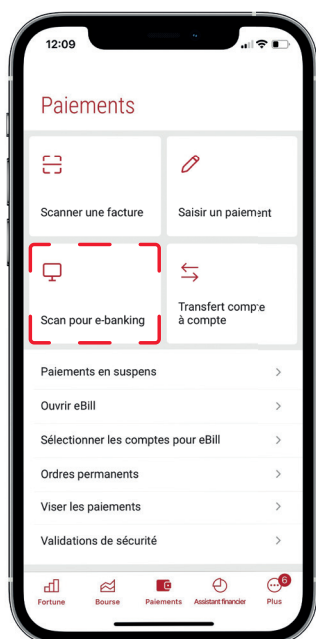 12:09
Paiements
Scanner une facture
Saisir un paiement
Scan pour e-banking
Transfert compte
à compte
Paiements en suspens
Ouvrir eBill
Sélectionner les comptes pour eBill
Ordres permanents
Viser les paiements
Validations de sécurité
6
Fortune
Bourse
Paiements
Assistant financier
Plus